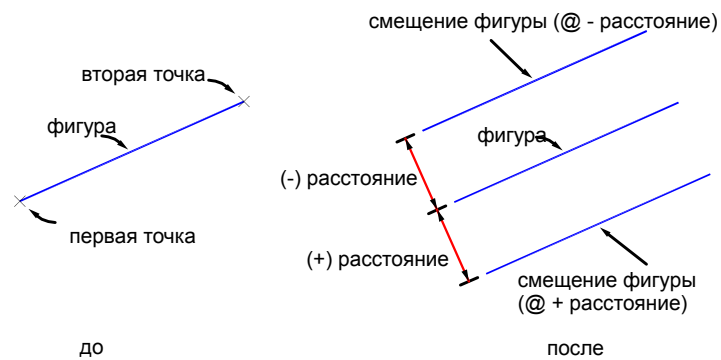 вторая точка
фигура
первая точка
до
смещение фигуры (@ - расстояние)
фигура
(-) расстояние
(+) расстояние
смещение фигуры
(@ + расстояние)
после